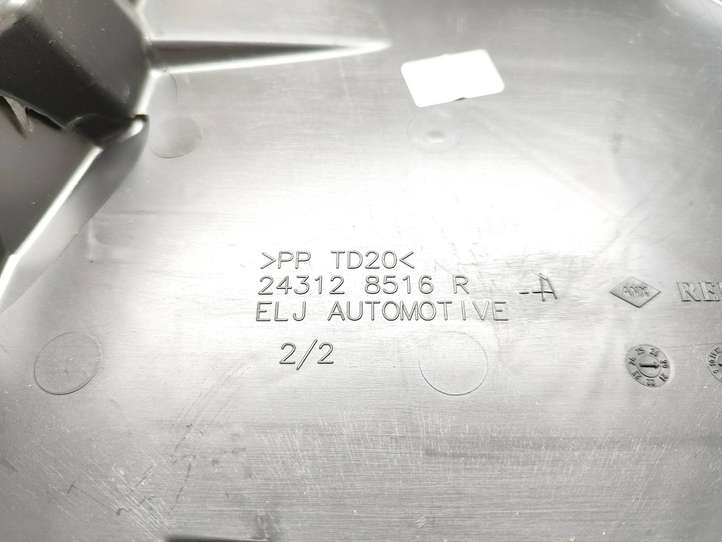 >PP TD20<
24312 8516 R -A
ELJ AUTOMOTIVE
2/2